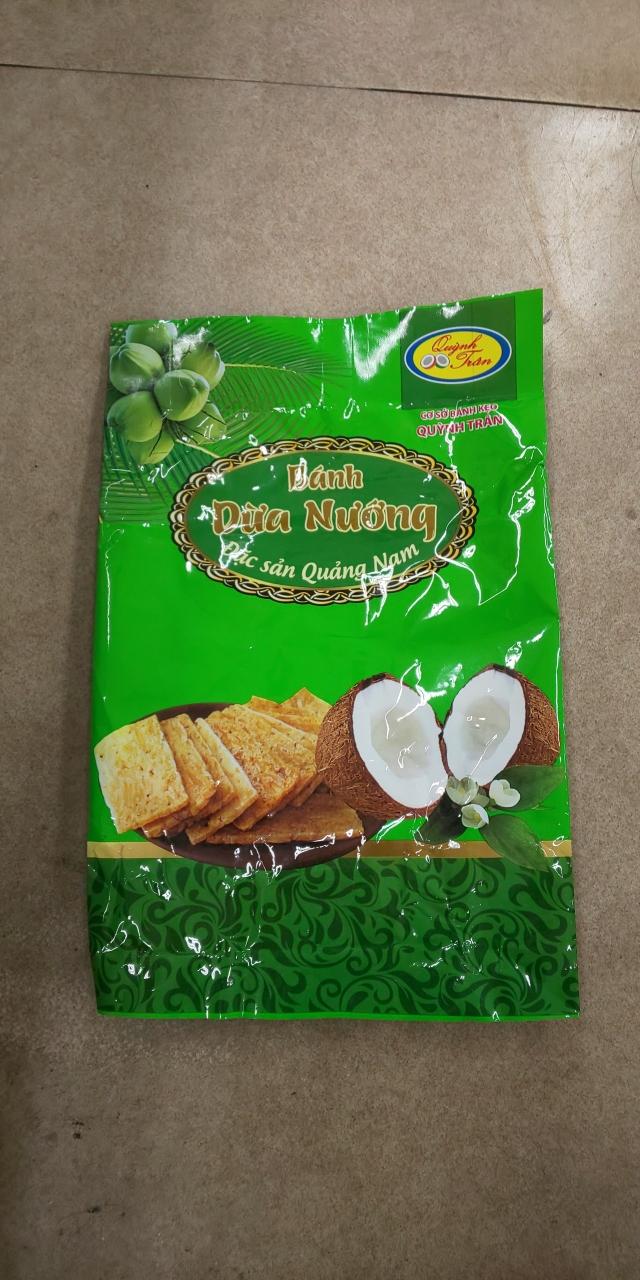 Quỳnh
Trân
CƠ SỞ BÁNH KẸO
QUỲNH TRÂN
Bánh
Dừa Nướng
Đặc sản Quảng Nam